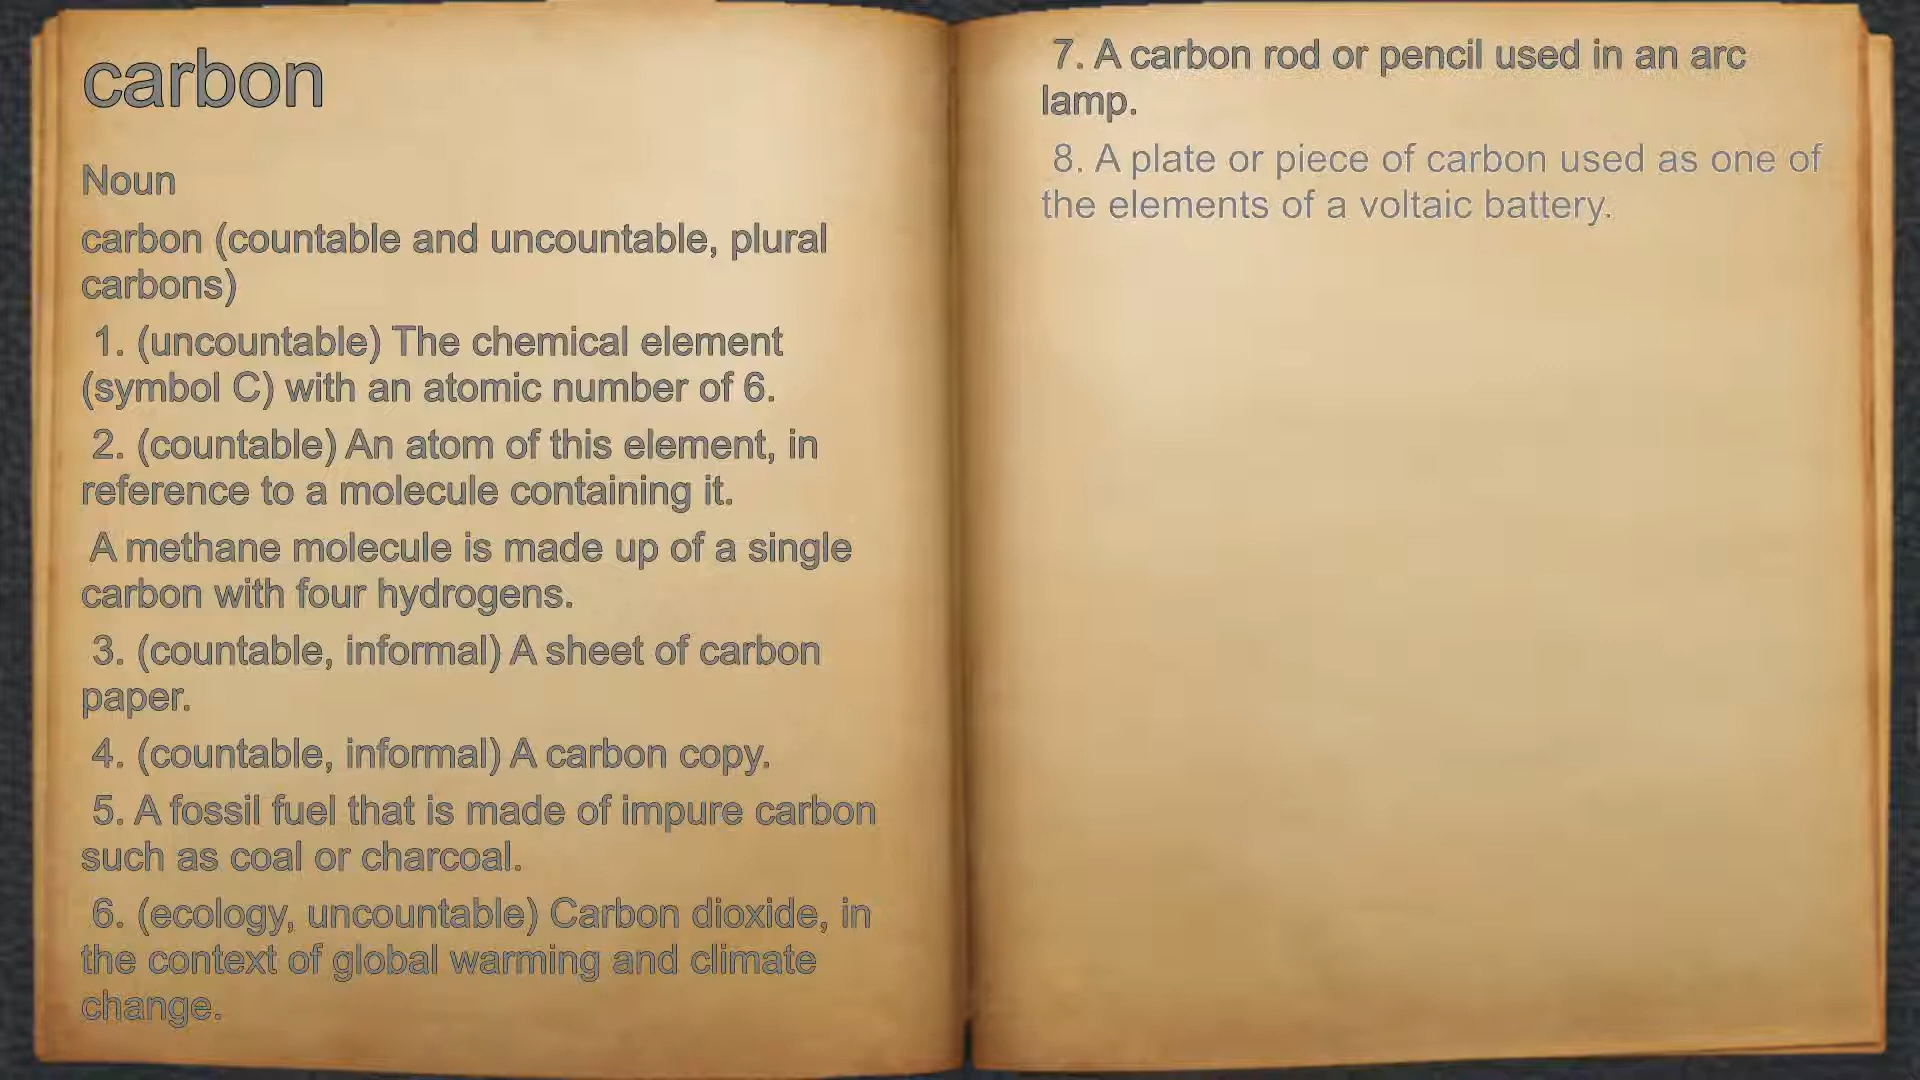 carbon
Noun
carbon (countable and uncountable, plural
carbons)
1. (uncountable) The chemical element
(symbol C) with an atomic number of 6.
2. (countable) An atom of this element, in
reference to a molecule containing it.
A methane molecule is made up of a single
carbon with four hydrogens.
3. (countable, informal) A sheet of carbon
paper.
4. (countable, informal) A carbon copy.
5. A fossil fuel that is made of impure carbon
such as coal or charcoal.
6. (ecology, uncountable) Carbon dioxide, in
the context of global warming and climate
change.
7. A carbon rod or pencil used in an arc
lamp.
8. A plate or piece of carbon used as one of
the elements of a voltaic battery.